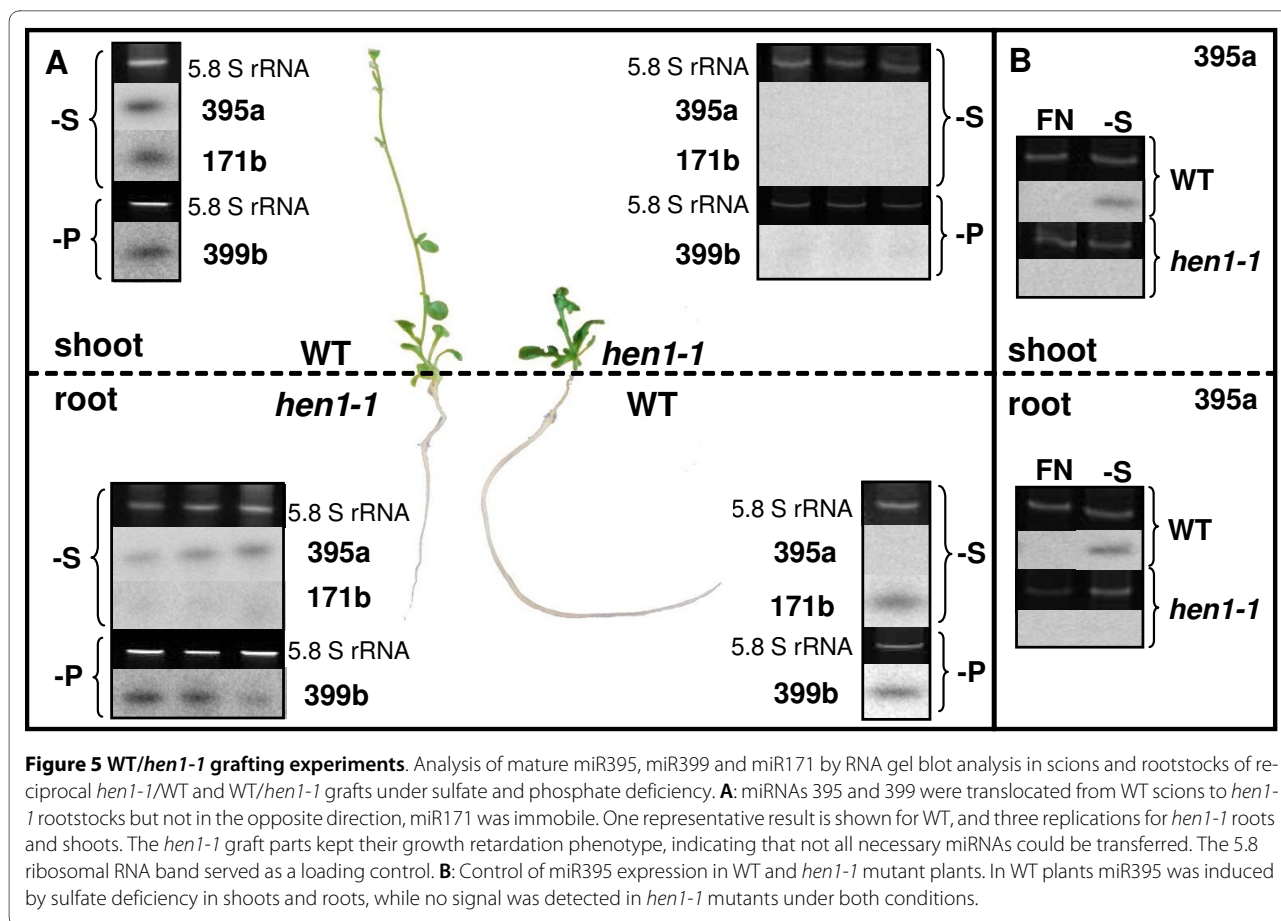 A
5.8 S rRNA
-S
395a
171b
5.8 S rRNA
-P
399b
shoot
WT
5.8 S rRNA
395a
-S
171b
5.8 S rRNA
-P
399b
hen1-1
root
hen1-1
WT
5.8 S rRNA
-S
395a
171b
5.8 S rRNA
-P
399b
5.8 S rRNA
395a
-S
171b
5.8 S rRNA
-P
399b
B
395a
FN -S
WT
hen1-1
shoot
root
395a
FN -S
WT
hen1-1
Figure 5 WT/hen1-1 grafting experiments. Analysis of mature miR395, miR399 and miR171 by RNA gel blot analysis in scions and rootstocks of re-
ciprocal hen1-1/WT and WT/hen1-1 grafts under sulfate and phosphate deficiency. A: miRNAs 395 and 399 were translocated from WT scions to hen1-
1 rootstocks but not in the opposite direction, miR171 was immobile. One representative result is shown for WT, and three replications for hen1-1 roots
and shoots. The hen1-1 graft parts kept their growth retardation phenotype, indicating that not all necessary miRNAs could be transferred. The 5.8
ribosomal RNA band served as a loading control. B: Control of miR395 expression in WT and hen1-1 mutant plants. In WT plants miR395 was induced
by sulfate deficiency in shoots and roots, while no signal was detected in hen1-1 mutants under both conditions.